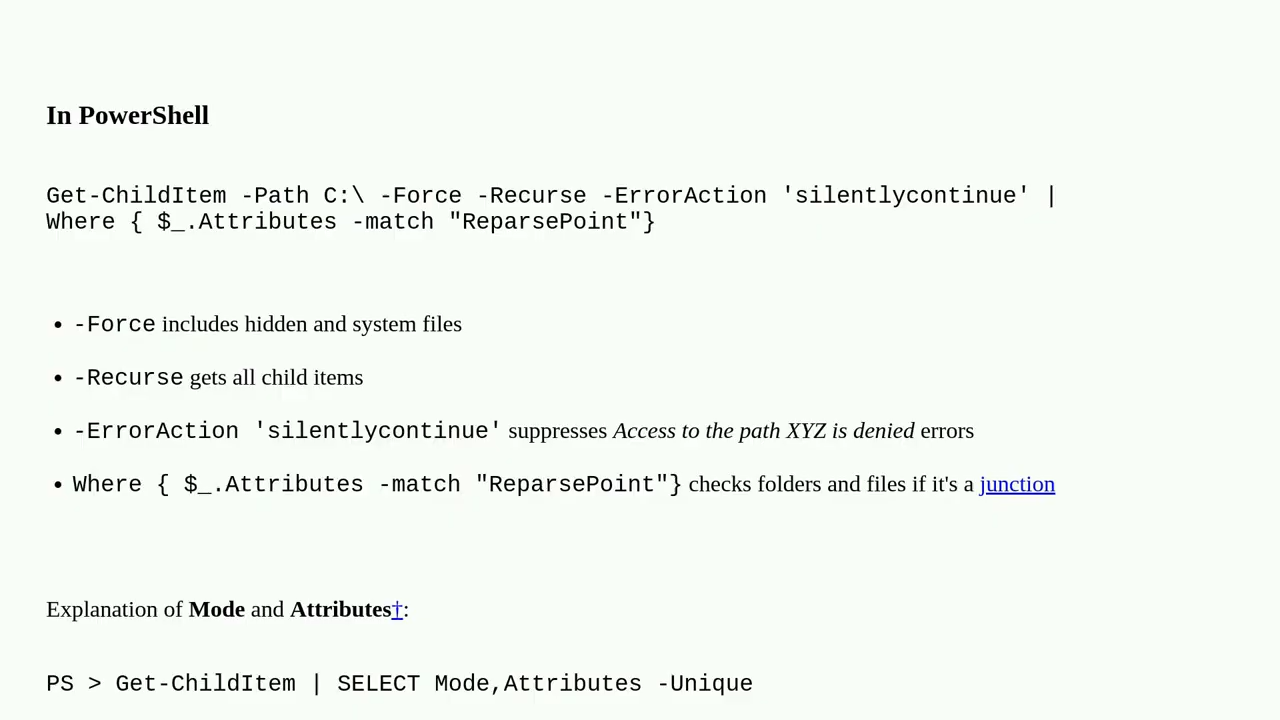 In PowerShell
Get-ChildItem -Path C:\ -Force -Recurse -ErrorAction 'silentlycontinue' |
Where { $_.Attributes -match "ReparsePoint"}
• -Force includes hidden and system files
• -Recurse gets all child items
• -ErrorAction 'silentlycontinue' suppresses Access to the path XYZ is denied errors
• Where { $_.Attributes -match "ReparsePoint"} checks folders and files if it's a junction
Explanation of Mode and Attributes†:
PS > Get-ChildItem | SELECT Mode,Attributes -Unique